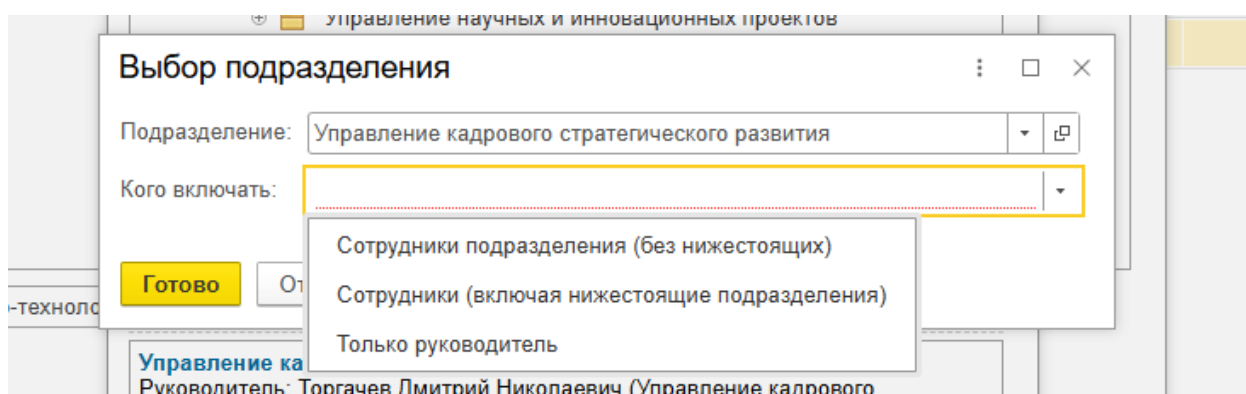 Управление научных и инновационных проектов
Выбор подразделения
Подразделение: Управление кадрового стратегического развития
Кого включать:
Сотрудники подразделения (без нижестоящих)
Готово От
Сотрудники (включая нижестоящие подразделения)
-техноло
Только руководитель
Управление ка
Руководитель: Торгачев Дмитрий Николаевич (Управление кадрового